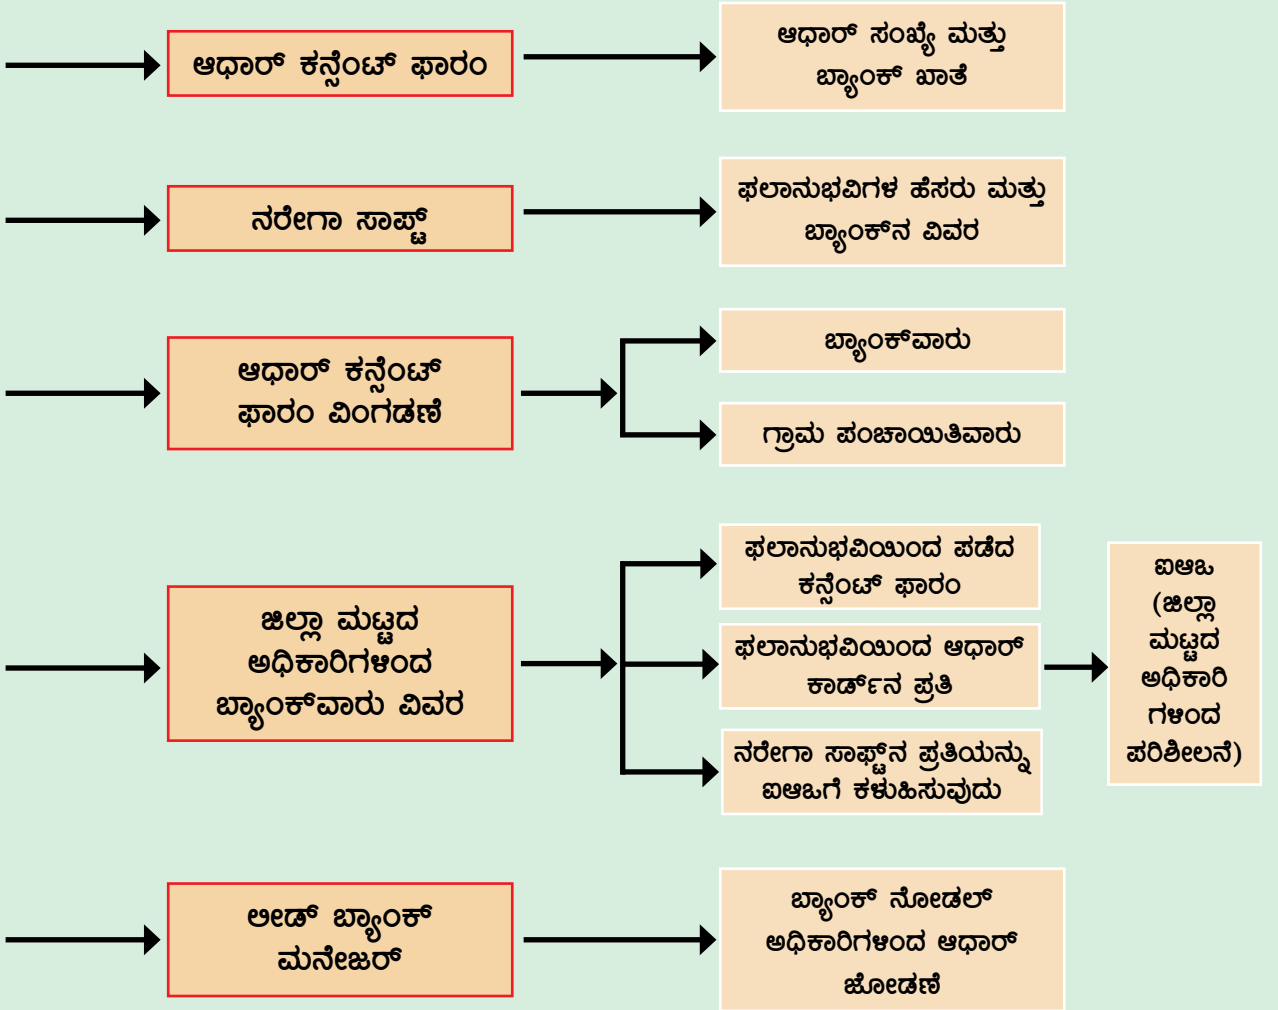 ಆಧಾರ್ ಕನ್ಸೆಂಟ್ ಫಾರಂ
ಆಧಾರ್ ಸಂಖ್ಯೆ ಮತ್ತು
ಬ್ಯಾಂಕ್ ಖಾತೆ
ನರೇಗಾ ಸಾಪ್ಟ್
ಫಲಾನುಭವಿಗಳ ಹೆಸರು ಮತ್ತು
ಬ್ಯಾಂಕ್‌ನ ವಿವರ
ಆಧಾರ್ ಕನ್ಸೆಂಟ್
ಫಾರಂ ವಿಂಗಡಣೆ
ಬ್ಯಾಂಕ್‌ವಾರು
ಗ್ರಾಮ ಪಂಚಾಯಿತಿವಾರು
ಜಿಲ್ಲಾ ಮಟ್ಟದ
ಅಧಿಕಾರಿಗಳಿಂದ
ಬ್ಯಾಂಕ್‌ವಾರು ವಿವರ
ಫಲಾನುಭವಿಯಿಂದ ಪಡೆದ
ಕನ್ಸೆಂಟ್ ಫಾರಂ
ಫಲಾನುಭವಿಯಿಂದ ಆಧಾರ್
ಕಾರ್ಡ್‌ನ ಪ್ರತಿ
ನರೇಗಾ ಸಾಫ್ಟ್‌ನ ಪ್ರತಿಯನ್ನು
ಐಆಒಗೆ ಕಳುಹಿಸುವುದು
ಐಆಒ
(ಜಿಲ್ಲಾ
ಮಟ್ಟದ
ಅಧಿಕಾರಿ
ಗಳಿಂದ
ಪರಿಶೀಲನೆ)
ಲೀಡ್ ಬ್ಯಾಂಕ್
ಮನೇಜರ್
ಬ್ಯಾಂಕ್ ನೋಡಲ್
ಅಧಿಕಾರಿಗಳಿಂದ ಆಧಾರ್
ಜೋಡಣೆ